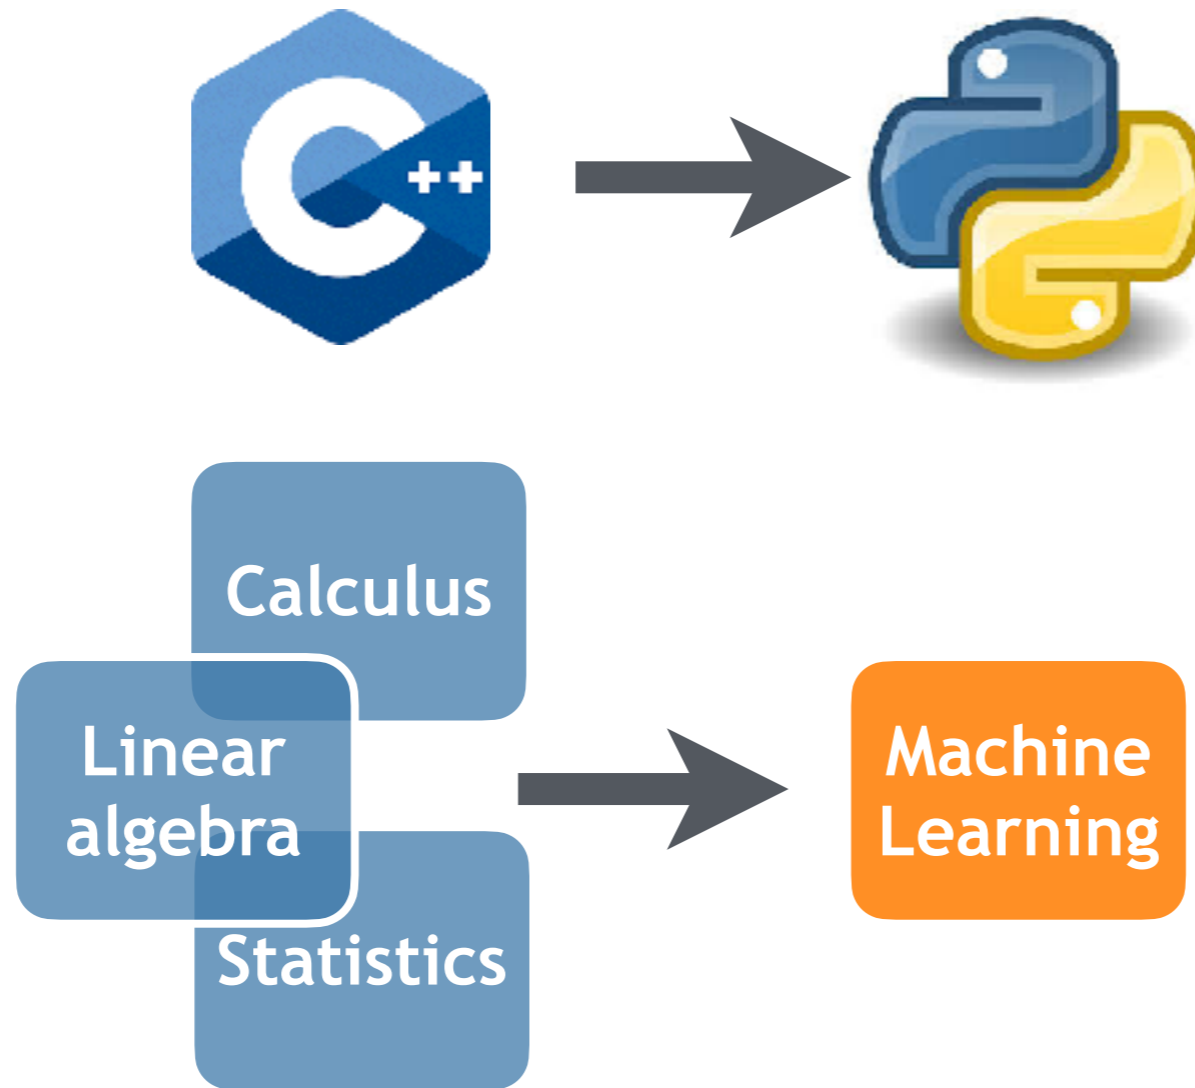 C++
Calculus
Linear
algebra
Statistics
Machine
Learning